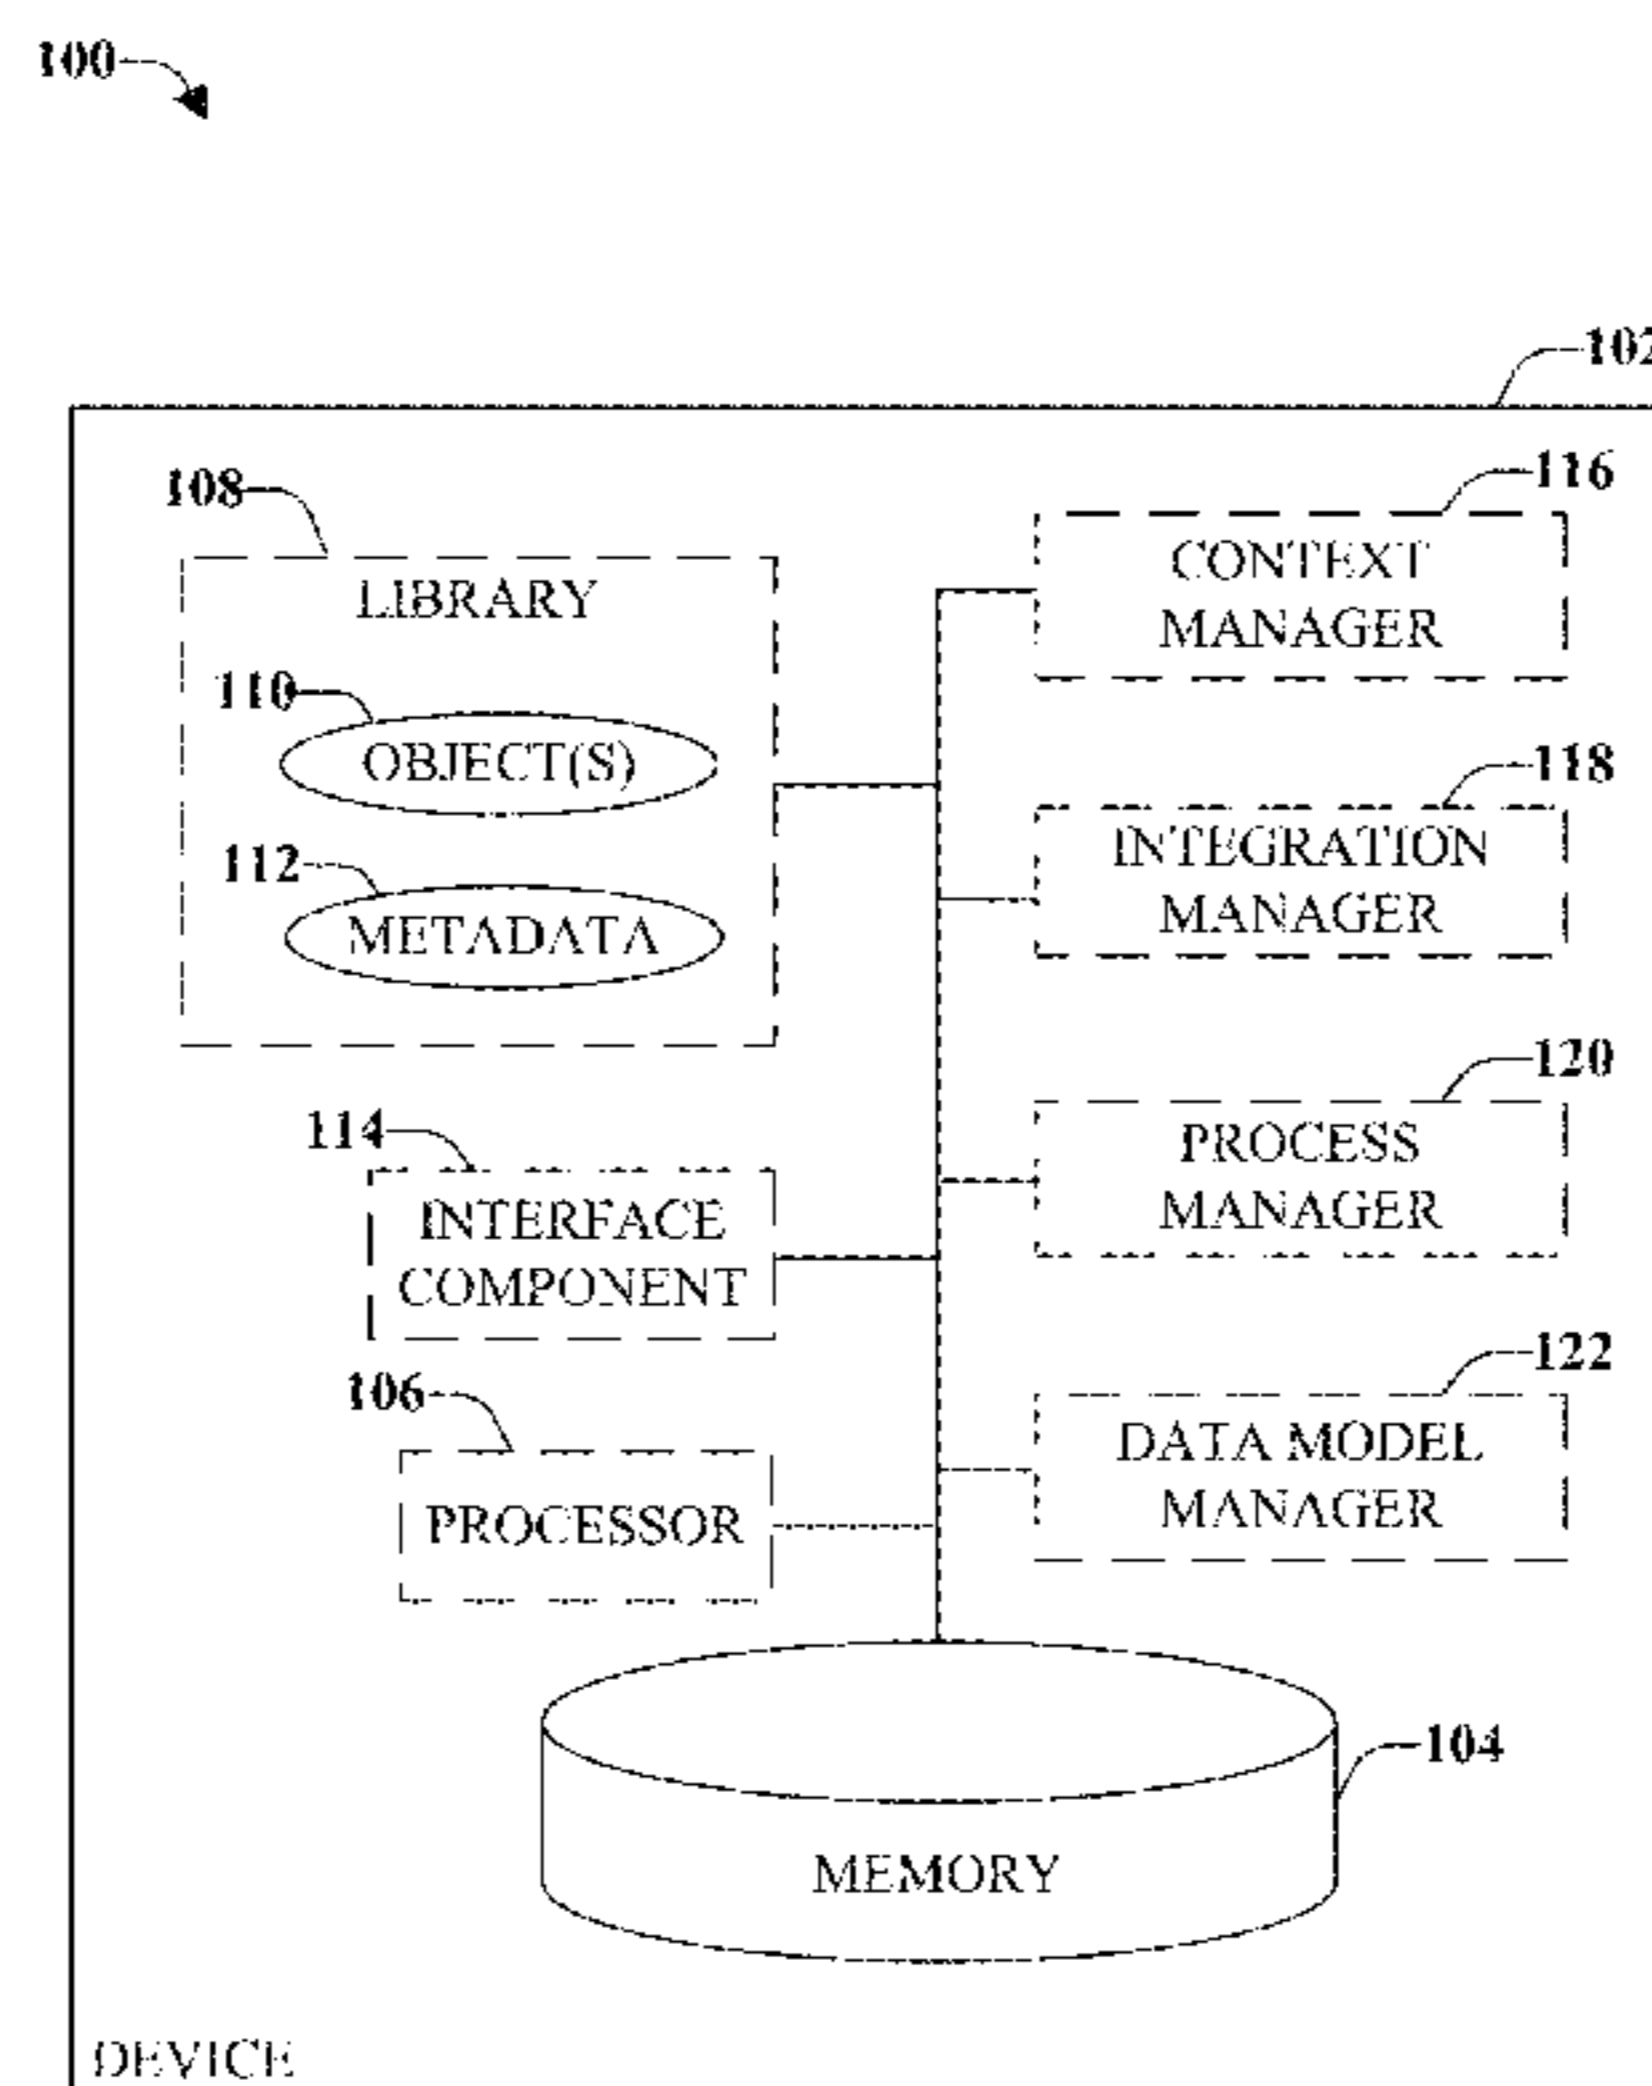 100
102
108
LIBRARY
110
OBJECT(S)
112
METADATA
114
INTERFACE
COMPONENT
106
PROCESSOR
116
CONTEXT
MANAGER
118
INTEGRATION
MANAGER
120
PROCESS
MANAGER
122
DATA MODEL
MANAGER
104
MEMORY
DEVICE